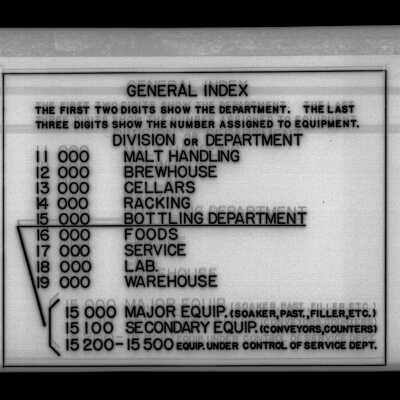 GENERAL INDEX
THE FIRST TWO DIGITS SHOW THE DEPARTMENT. THE LAST
THREE DIGITS SHOW THE NUMBER ASSIGNED TO EQUIPMENT.
DIVISION OR DEPARTMENT
11 000 MALT HANDLING
12 000 BREWHOUSE
13 000 CELLARS
14 000 RACKING
15 000 BOTTLING DEPARTMENT
16 000 FOODS
17 000 SERVICE
18 000 LAB.
19 000 WAREHOUSE
15 000 MAJOR EQUIP. (SOAKER, PAST., FILLER, ETC.)
15 100 SECONDARY EQUIP. (CONVEYORS, COUNTERS)
15 200-15 500 EQUIP. UNDER CONTROL OF SERVICE DEPT.